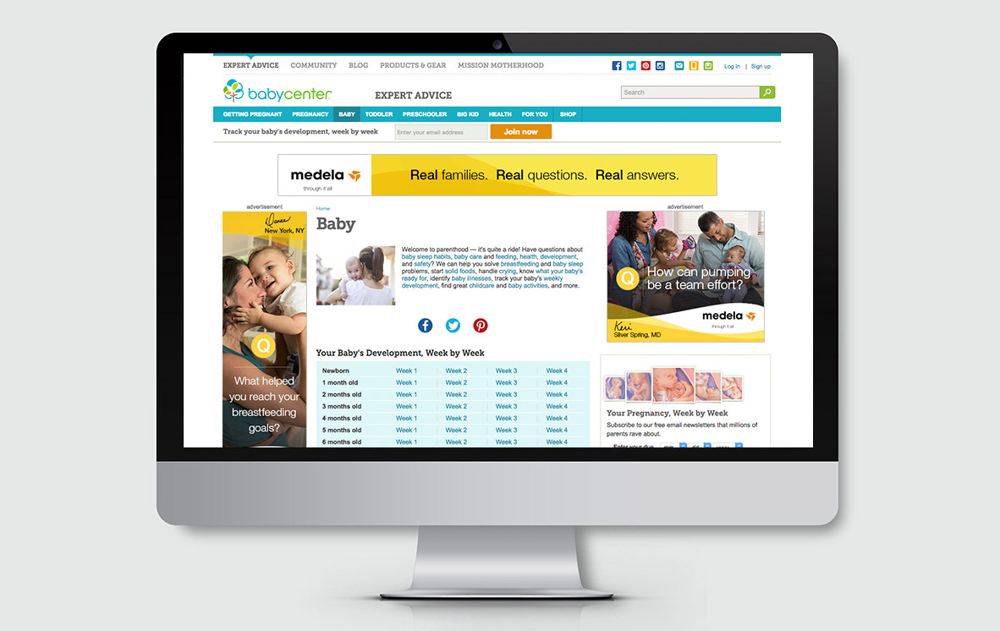 EXPERT ADVICE COMMUNITY BLOG PRODUCTS & GEAR MISSION MOTHERHOOD
Log in | Sign up
babycenter
EXPERT ADVICE
Search
GETTING PREGNANT PREGNANCY BABY TODDLER PRESCHOOLER BIG KID HEALTH FOR YOU SHOP
Track your baby's development, week by week
Enter your email address
Join now
medela
through it all
Real families. Real questions. Real answers.
advertisement
New York, NY
Q
What helped
you reach your
breastfeeding
goals?
Home
Baby
Welcome to parenthood — it's quite a ride! Have questions about
baby sleep habits, baby care and feeding, health, development,
and safety? We can help you solve breastfeeding and baby sleep
problems, start solid foods, handle crying, know what your baby's
ready for, identify baby illnesses, track your baby's weekly
development, find great childcare and baby activities, and more.
Your Baby's Development, Week by Week
Newborn Week 1 Week 2 Week 3 Week 4
1 month old Week 1 Week 2 Week 3 Week 4
2 months old Week 1 Week 2 Week 3 Week 4
3 months old Week 1 Week 2 Week 3 Week 4
4 months old Week 1 Week 2 Week 3 Week 4
5 months old Week 1 Week 2 Week 3 Week 4
6 months old Week 1 Week 2 Week 3 Week 4
advertisement
Q
How can pumping
be a team effort?
medela
through it all
Keri
Silver Spring, MD
Your Pregnancy, Week by Week
Subscribe to our free email newsletters that millions of
parents rave about.
Enter your due mm dd